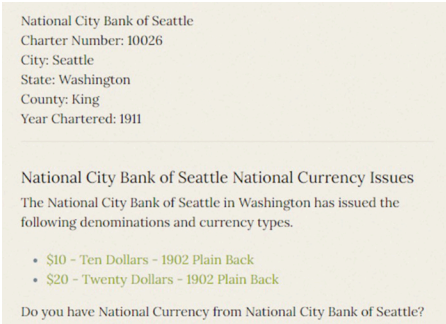 National City Bank of Seattle
Charter Number: 10026
City: Seattle
State: Washington
County: King
Year Chartered: 1911
National City Bank of Seattle National Currency Issues
The National City Bank of Seattle in Washington has issued the
following denominations and currency types.
• $10 - Ten Dollars - 1902 Plain Back
• $20 - Twenty Dollars - 1902 Plain Back
Do you have National Currency from National City Bank of Seattle?